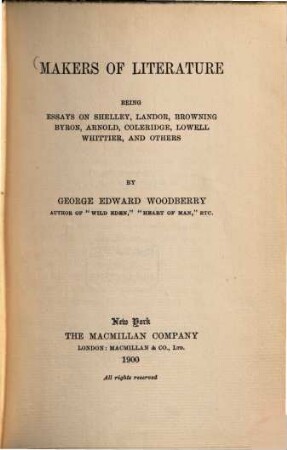 MAKERS OF LITERATURE
BEING
ESSAYS ON SHELLEY, LANDOR, BROWNING
BYRON, ARNOLD, COLERIDGE, LOWELL
WHITTIER, AND OTHERS
BY
GEORGE EDWARD WOODBERRY
AUTHOR OF "WILD EDEN," "HEART OF MAN," ETC.
New York
THE MACMILLAN COMPANY
LONDON: MACMILLAN & CO., LTD.
1900
All rights reserved